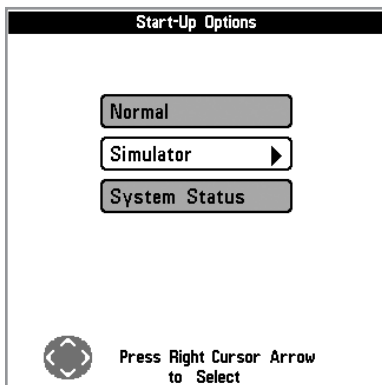 Start-Up Options
Normal
Simulator
System Status
Press Right Cursor Arrow
to Select